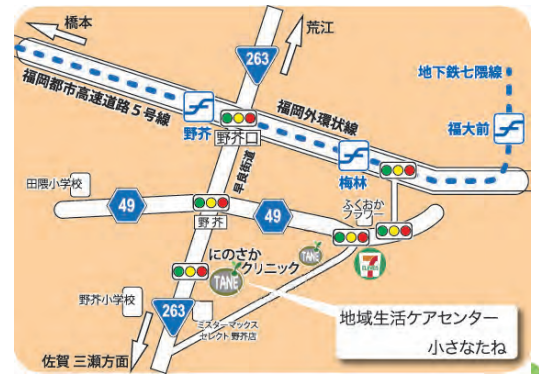 橋本
荒江
263
地下鉄七隈線
福岡都市高速道路5号線
福岡外環状線
野芥
野芥口
福大前
梅林
早良街道
田隈小学校
49
野芥
49
ふくおか
フラワー
にのさか
クリニック
TANE
TANE
7
ELEVEN
野芥小学校
263
ミスターマックス
セレクト 野芥店
地域生活ケアセンター
小さなたね
佐賀 三瀬方面